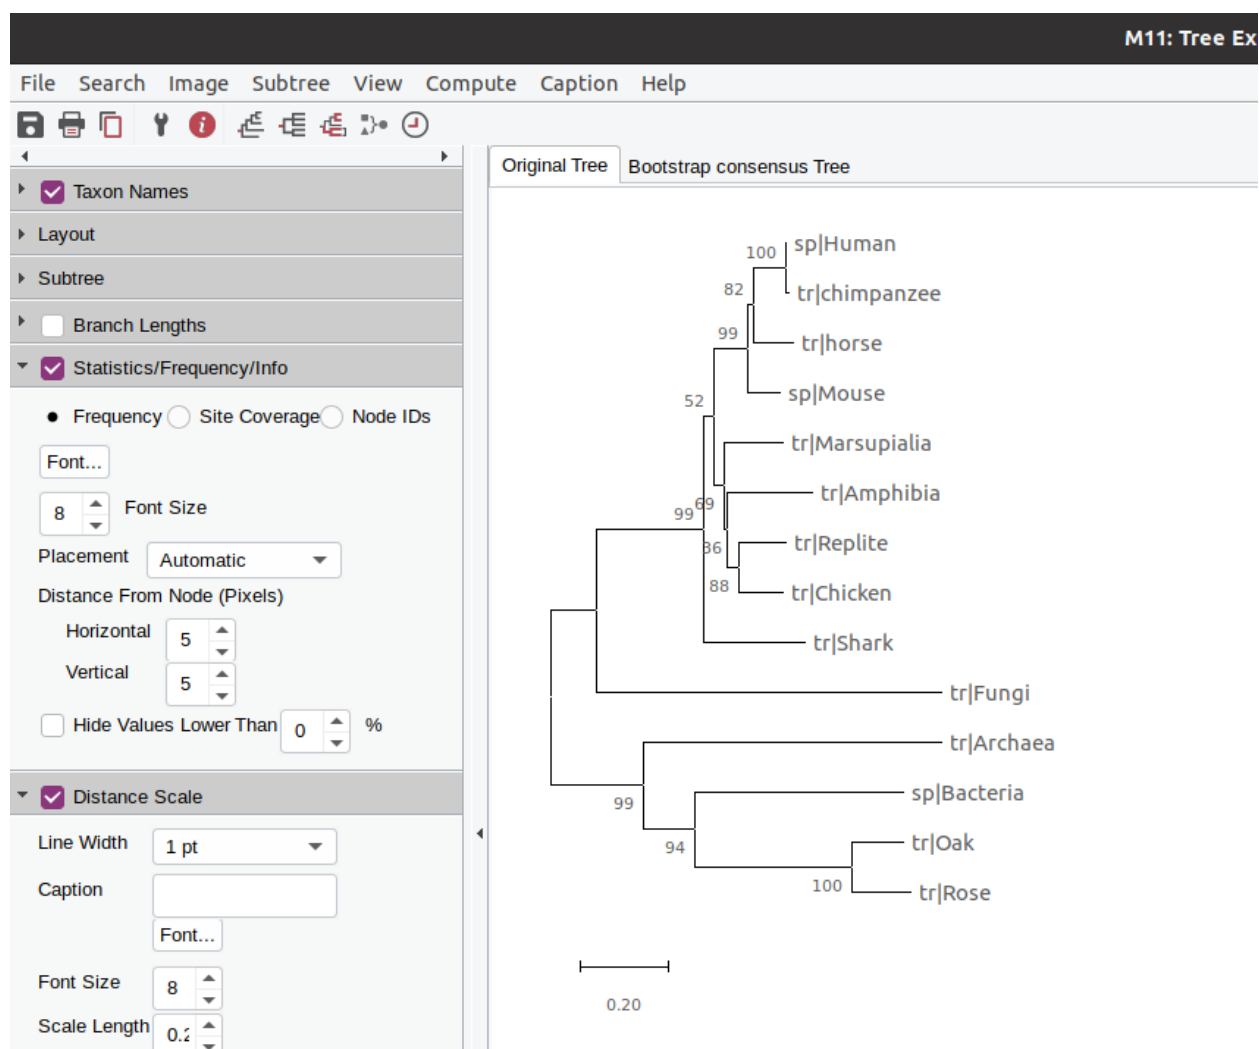 M11: Tree Ex
File Search Image Subtree View Compute Caption Help
Taxon Names
Layout
Subtree
Branch Lengths
Statistics/Frequency/Info
Frequency Site Coverage Node IDs
Font...
8 Font Size
Placement Automatic
Distance From Node (Pixels)
Horizontal 5
Vertical 5
Hide Values Lower Than 0 %
Distance Scale
Line Width 1 pt
Caption
Font...
Font Size 8
Scale Length 0.2
Original Tree Bootstrap consensus Tree
sp|Human
100
tr|chimpanzee
82
99
tr|horse
sp|Mouse
52
tr|Marsupialia
tr|Amphibia
69
99
tr|Replite
36
88
tr|Chicken
tr|Shark
tr|Fungi
tr|Archaea
sp|Bacteria
99
tr|Oak
94
100
tr|Rose
0.20